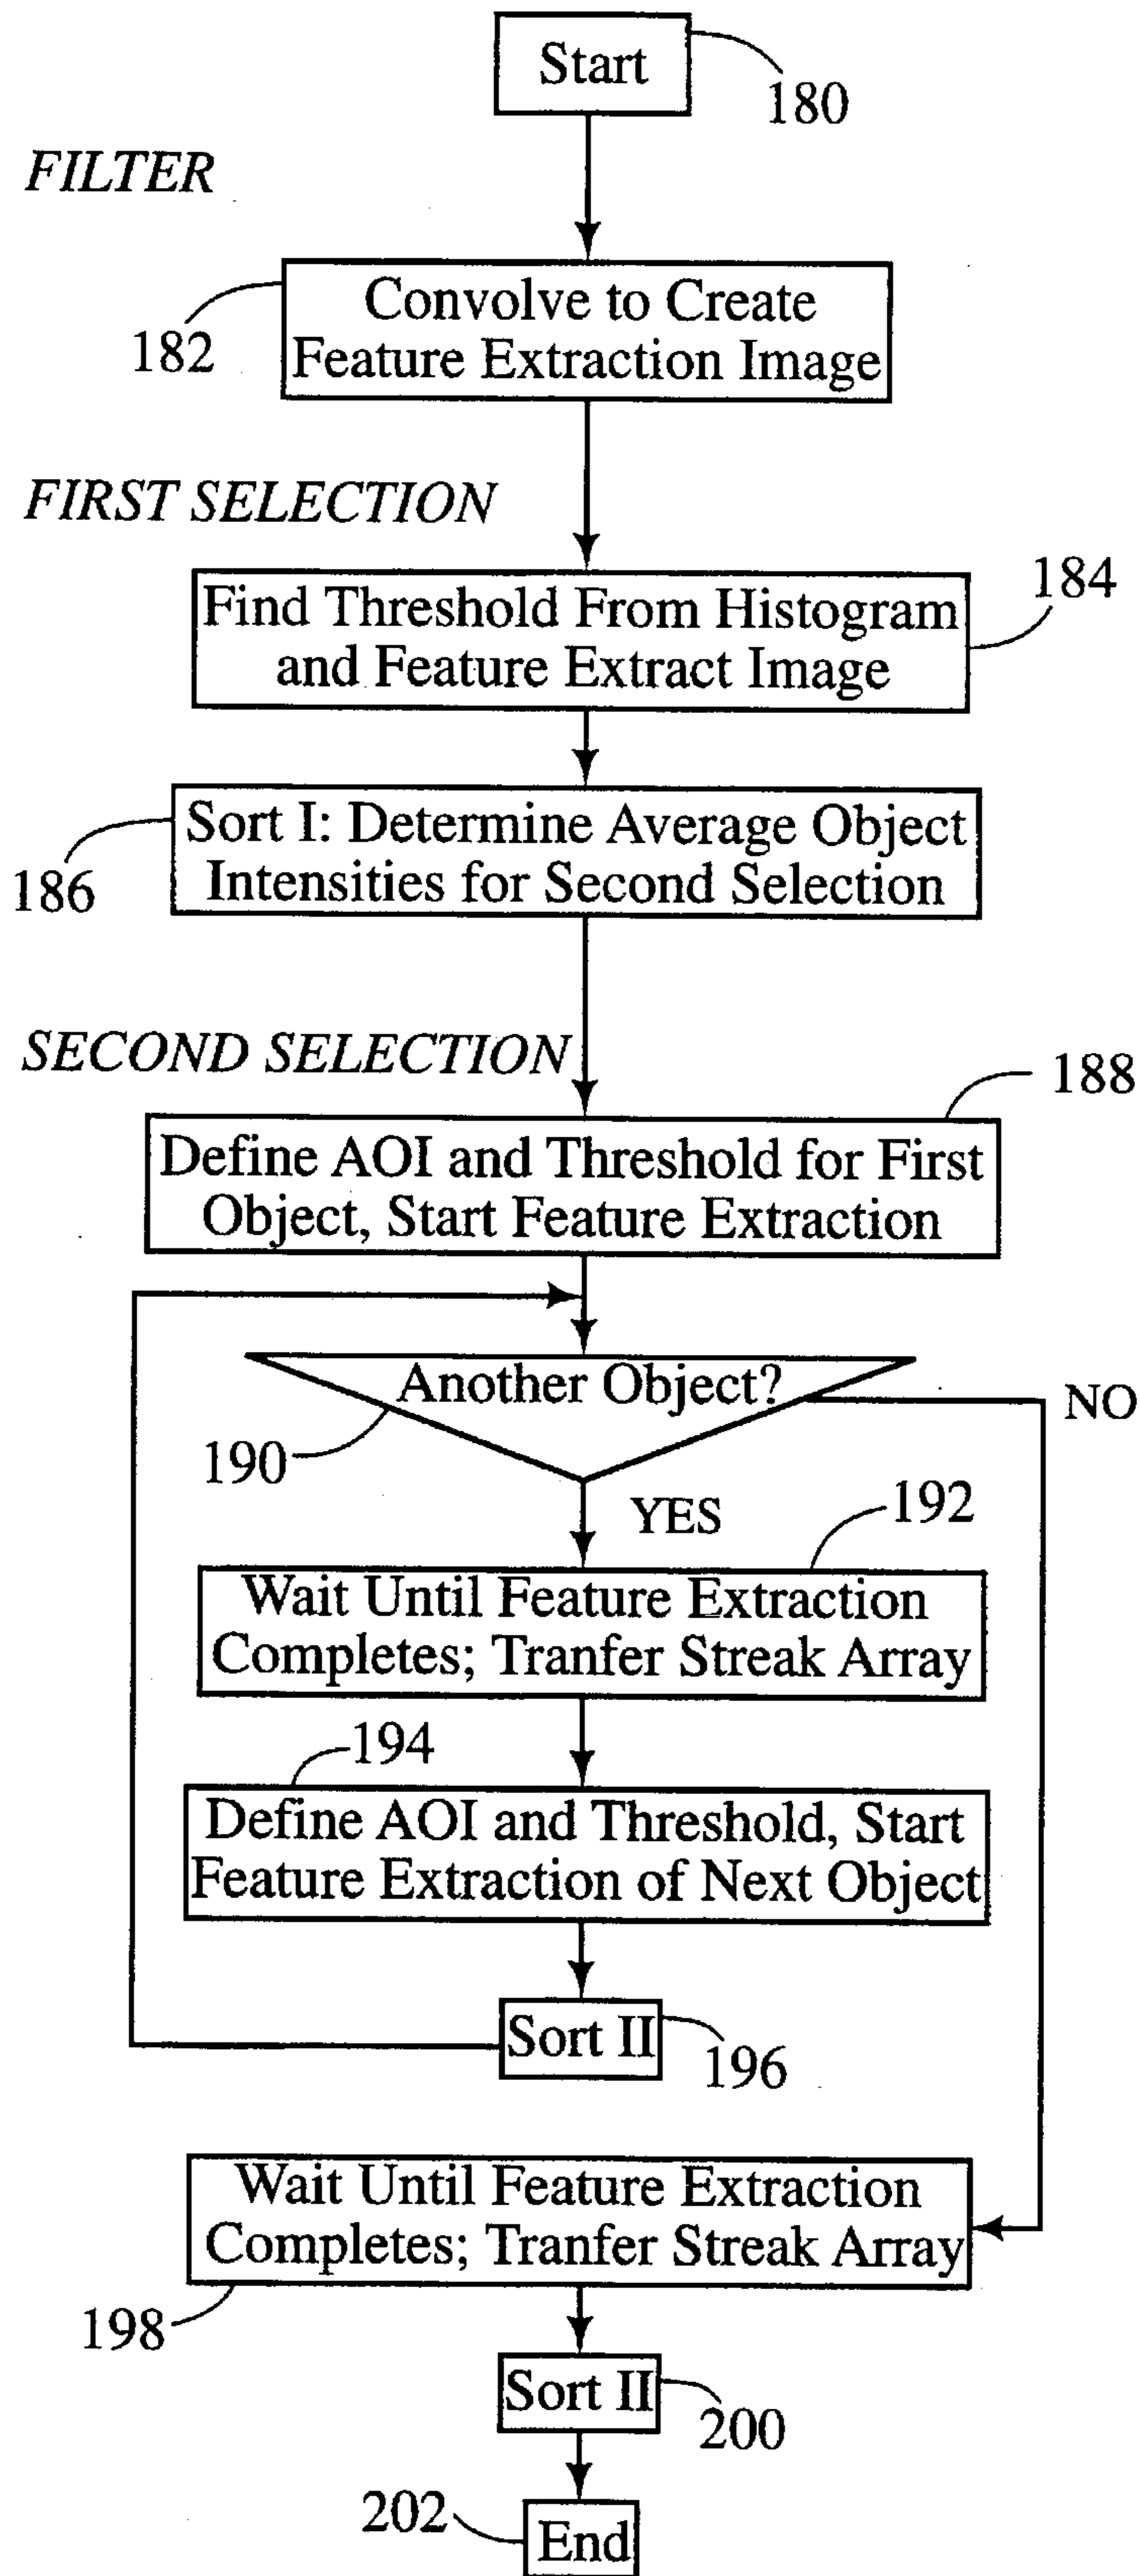 Start
180
FILTER
Convolve to Create
Feature Extraction Image
182
FIRST SELECTION
184
Find Threshold From Histogram
and Feature Extract Image
Sort I: Determine Average Object
Intensities for Second Selection
186
SECOND SELECTION
188
Define AOI and Threshold for First
Object, Start Feature Extraction
Another Object?
NO
190
YES
192
Wait Until Feature Extraction
Completes; Tranfer Streak Array
194
Define AOI and Threshold, Start
Feature Extraction of Next Object
Sort II
196
Wait Until Feature Extraction
Completes; Tranfer Streak Array
198
Sort II
200
202
End